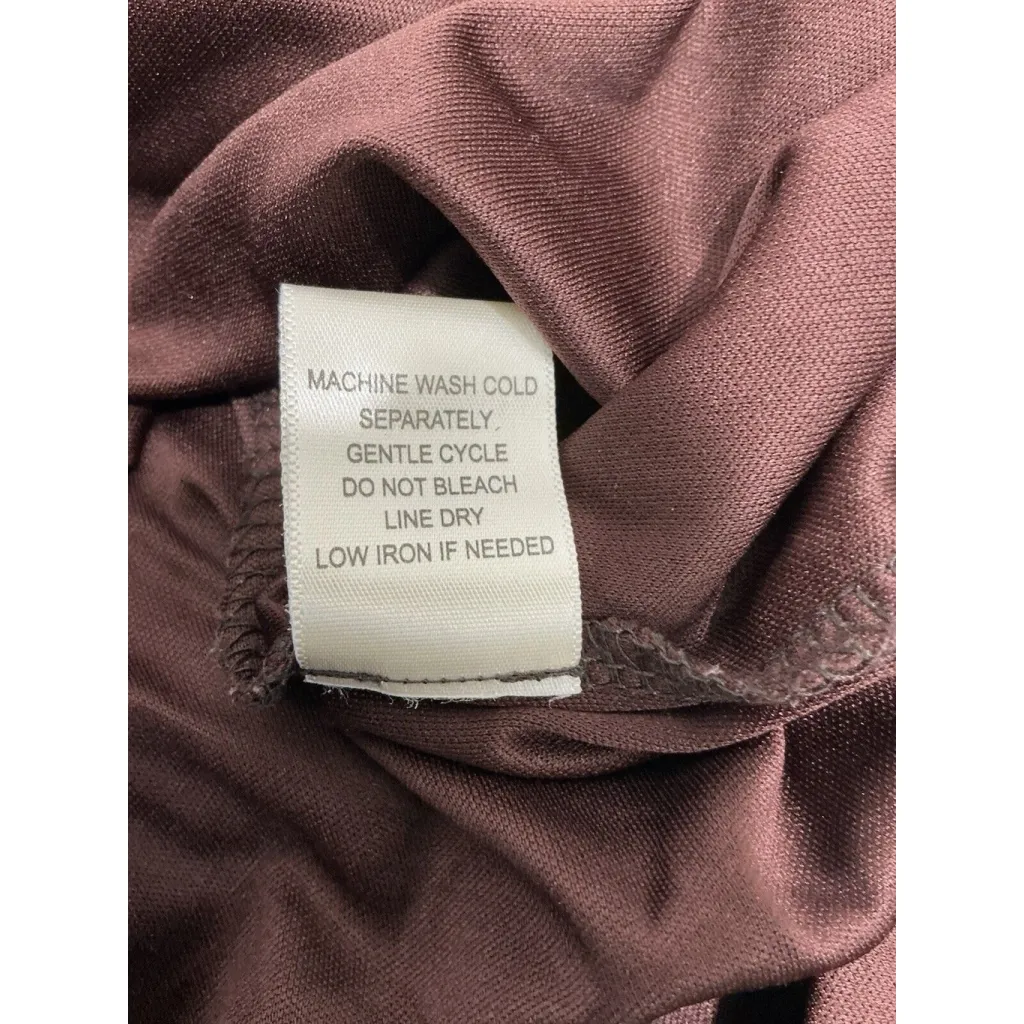 MACHINE WASH COLD
SEPARATELY,
GENTLE CYCLE
DO NOT BLEACH
LINE DRY
LOW IRON IF NEEDED